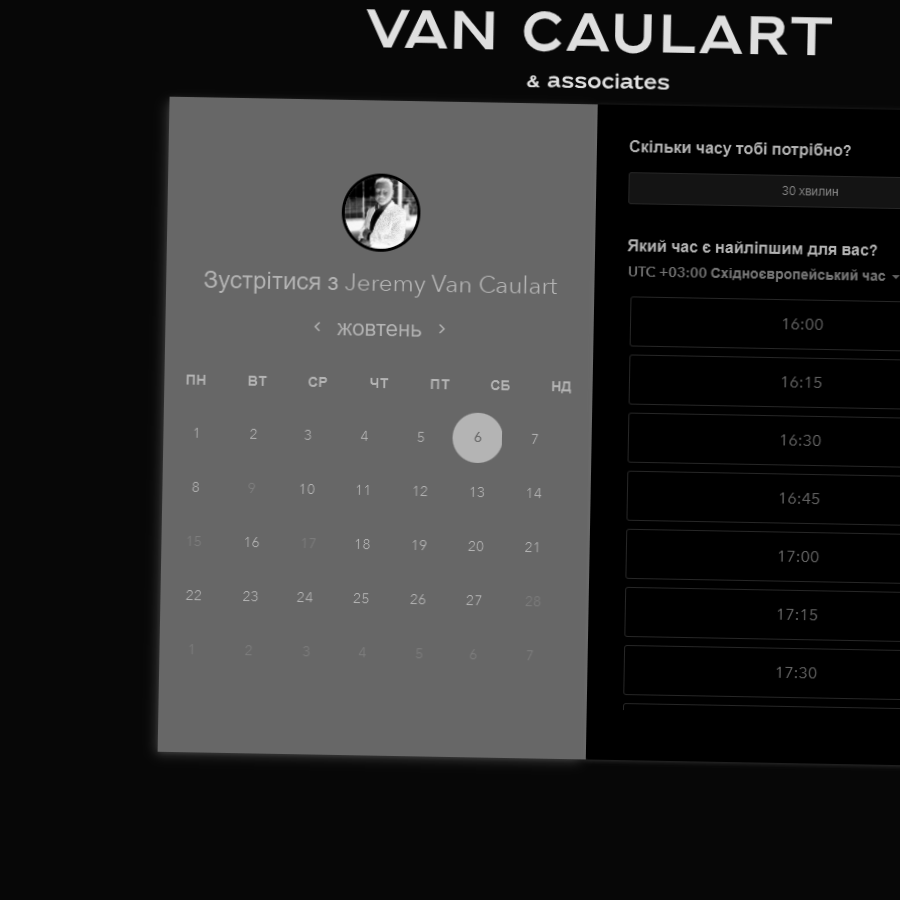 VAN CAULART
& associates
Зустрітися з Jeremy Van Caulart
жовтень
ПН ВТ СР ЧТ ПТ СБ НД
1 2 3 4 5 6 7
8 9 10 11 12 13 14
15 16 17 18 19 20 21
22 23 24 25 26 27 28
1 2 3 4 5 6 7
Скільки часу тобі потрібно?
30 хвилин
Який час є найліпшим для вас?
UTC +03:00 Східноєвропейський час
16:00
16:15
16:30
16:45
17:00
17:15
17:30